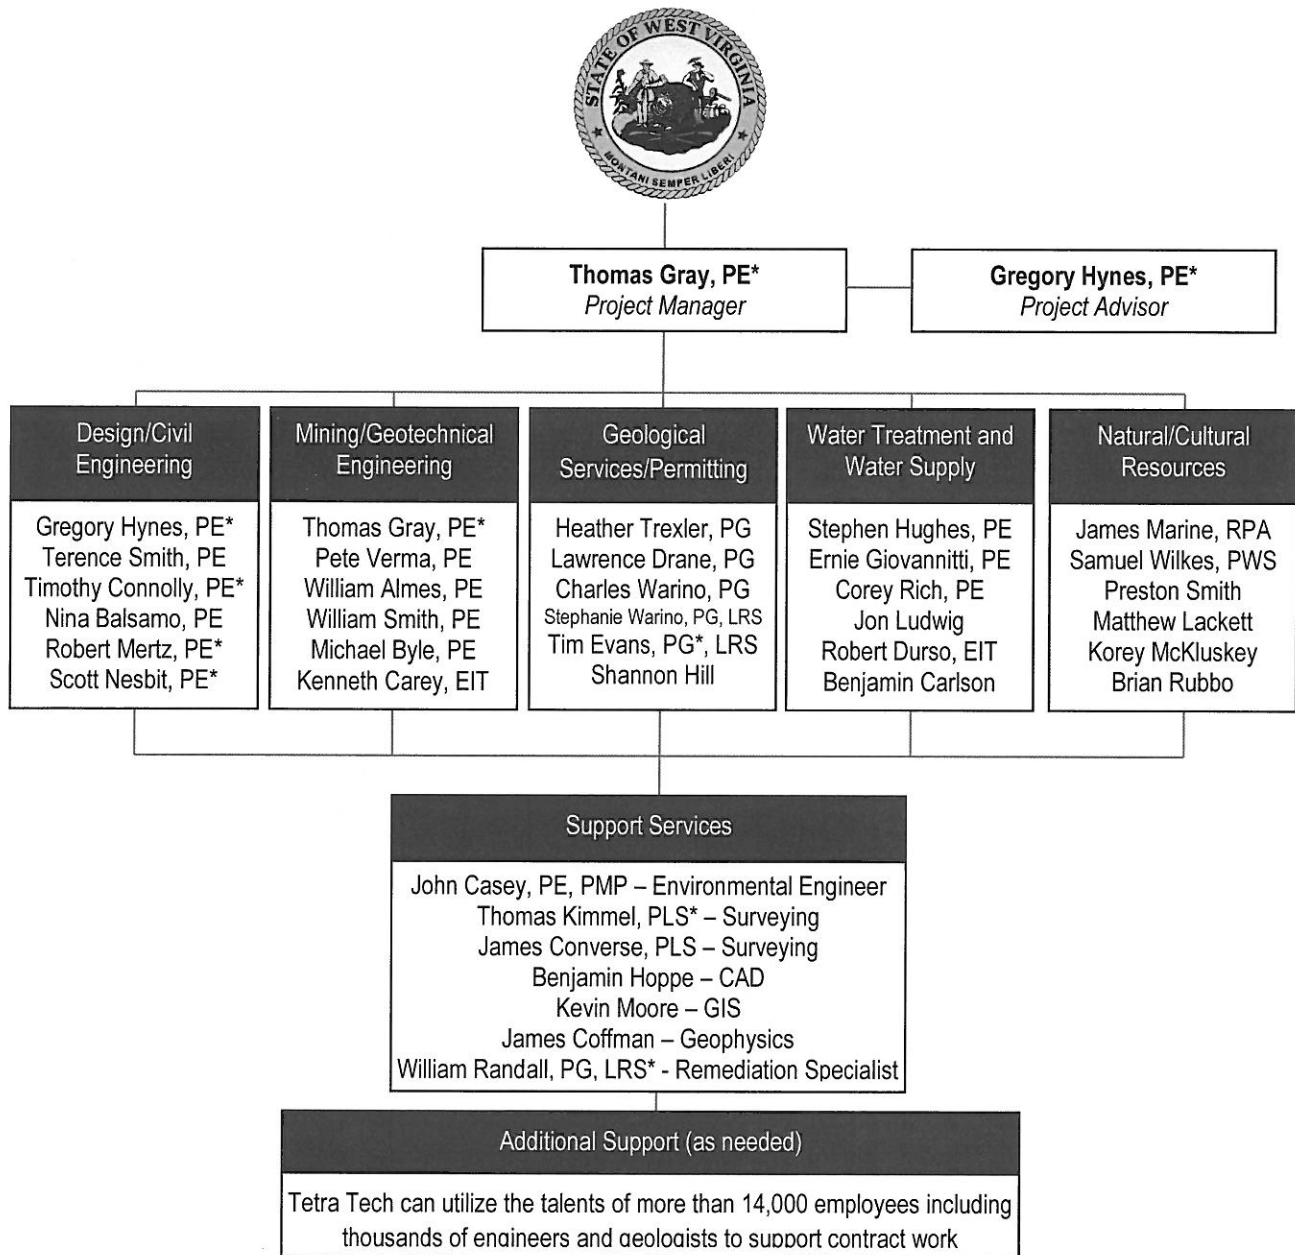 STATE OF WEST VIRGINIA
MONTANI SEMPER LIBERI
Thomas Gray, PE*
Project Manager
Gregory Hynes, PE*
Project Advisor
Design/Civil
Engineering
Gregory Hynes, PE*
Terence Smith, PE
Timothy Connolly, PE*
Nina Balsamo, PE
Robert Mertz, PE*
Scott Nesbit, PE*
Mining/Geotechnical
Engineering
Thomas Gray, PE*
Pete Verma, PE
William Almes, PE
William Smith, PE
Michael Byle, PE
Kenneth Carey, EIT
Geological
Services/Permitting
Heather Trexler, PG
Lawrence Drane, PG
Charles Warino, PG
Stephanie Warino, PG, LRS
Tim Evans, PG*, LRS
Shannon Hill
Water Treatment and
Water Supply
Stephen Hughes, PE
Ernie Giovannitti, PE
Corey Rich, PE
Jon Ludwig
Robert Durso, EIT
Benjamin Carlson
Natural/Cultural
Resources
James Marine, RPA
Samuel Wilkes, PWS
Preston Smith
Matthew Lackett
Korey McKluskey
Brian Rubbo
Support Services
John Casey, PE, PMP – Environmental Engineer
Thomas Kimmel, PLS* – Surveying
James Converse, PLS – Surveying
Benjamin Hoppe – CAD
Kevin Moore – GIS
James Coffman – Geophysics
William Randall, PG, LRS* - Remediation Specialist
Additional Support (as needed)
Tetra Tech can utilize the talents of more than 14,000 employees including
thousands of engineers and geologists to support contract work